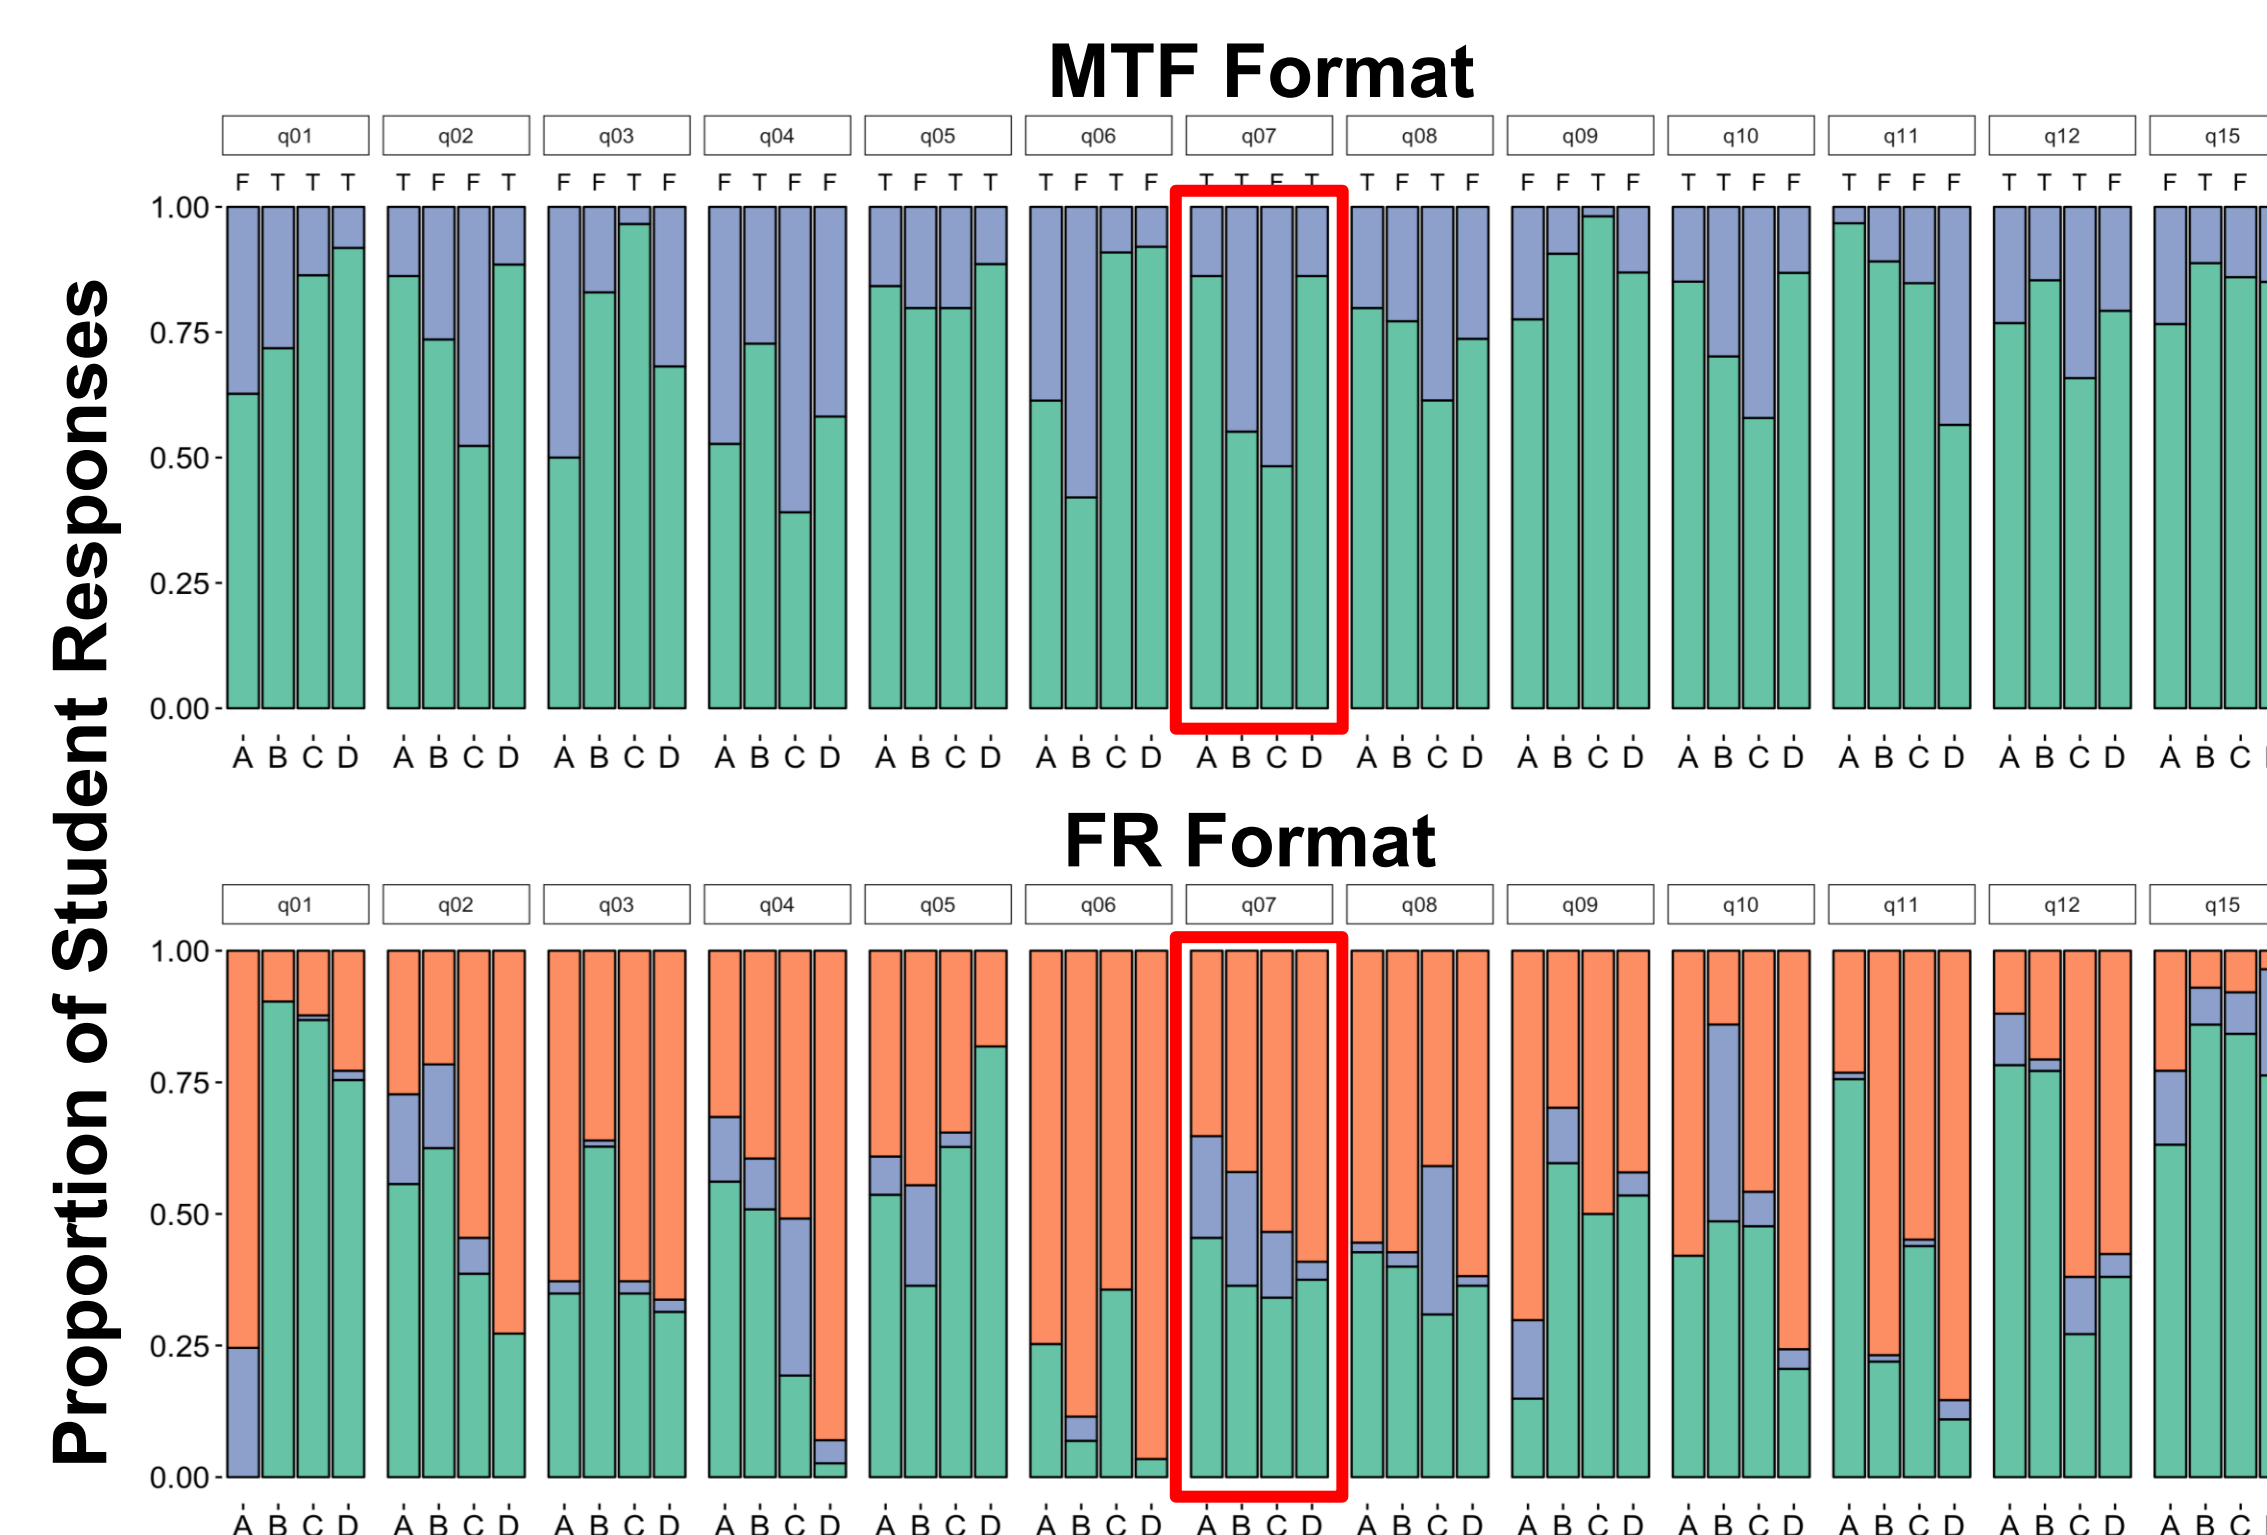 MTF Format
q01 q02 q03 q04 q05 q06 q07 q08 q09 q10 q11 q12 q15
F T T T T F F T F F T F F T F F T F T T T F T F T T F T T F T F F F T F T T F F T F F F T T T F F T F
1.00
0.75
0.50
0.25
0.00
A B C D A B C D A B C D A B C D A B C D A B C D A B C D A B C D A B C D A B C D A B C D A B C D A B C
Proportion of Student Responses
FR Format
q01 q02 q03 q04 q05 q06 q07 q08 q09 q10 q11 q12 q15
1.00
0.75
0.50
0.25
0.00
A B C D A B C D A B C D A B C D A B C D A B C D A B C D A B C D A B C D A B C D A B C D A B C D A B C